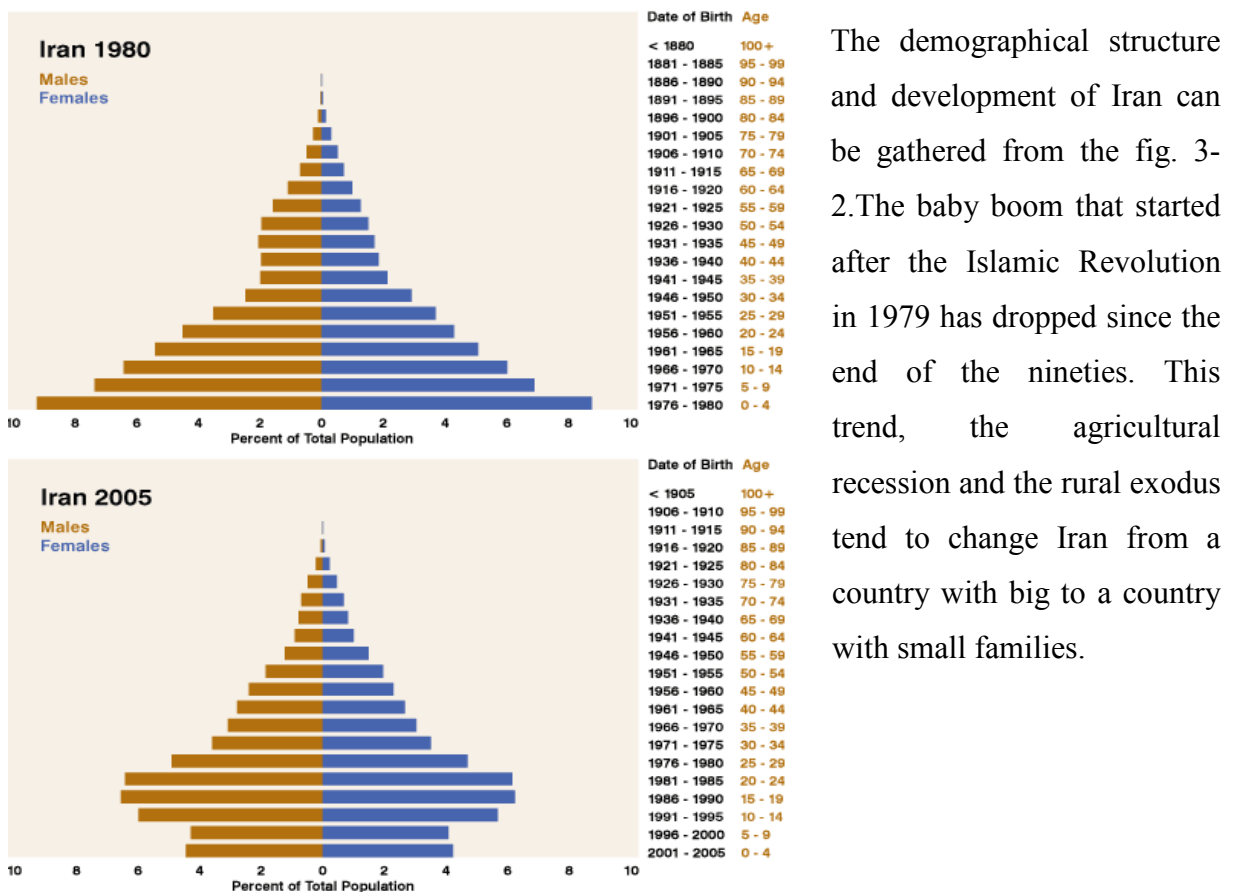 Date of Birth Age
Iran 1980
Males
Females
< 1880 100+
1881 - 1885 95 - 99
1886 - 1890 90 - 94
1891 - 1895 85 - 89
1896 - 1900 80 - 84
1901 - 1905 75 - 79
1906 - 1910 70 - 74
1911 - 1915 65 - 69
1916 - 1920 60 - 64
1921 - 1925 55 - 59
1926 - 1930 50 - 54
1931 - 1935 45 - 49
1936 - 1940 40 - 44
1941 - 1945 35 - 39
1946 - 1950 30 - 34
1951 - 1955 25 - 29
1956 - 1960 20 - 24
1961 - 1965 15 - 19
1966 - 1970 10 - 14
1971 - 1975 5 - 9
1976 - 1980 0 - 4
10 8 6 4 2 0 2 4 6 8 10
Percent of Total Population
Date of Birth Age
Iran 2005
Males
Females
< 1905 100+
1906 - 1910 95 - 99
1911 - 1915 90 - 94
1916 - 1920 85 - 89
1921 - 1925 80 - 84
1926 - 1930 75 - 79
1931 - 1935 70 - 74
1936 - 1940 65 - 69
1941 - 1945 60 - 64
1946 - 1950 55 - 59
1951 - 1955 50 - 54
1956 - 1960 45 - 49
1961 - 1965 40 - 44
1966 - 1970 35 - 39
1971 - 1975 30 - 34
1976 - 1980 25 - 29
1981 - 1985 20 - 24
1986 - 1990 15 - 19
1991 - 1995 10 - 14
1996 - 2000 5 - 9
2001 - 2005 0 - 4
10 8 6 4 2 0 2 4 6 8 10
Percent of Total Population
The demographical structure
and development of Iran can
be gathered from the fig. 3-
2.The baby boom that started
after the Islamic Revolution
in 1979 has dropped since the
end of the nineties. This
trend, the agricultural
recession and the rural exodus
tend to change Iran from a
country with big to a country
with small families.